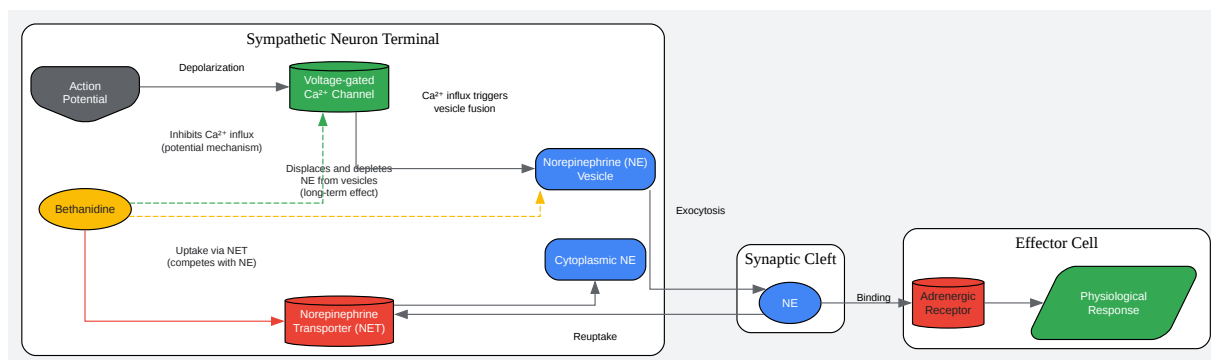 Sympathetic Neuron Terminal
Depolarization
Action
Potential
Voltage-gated
Ca²⁺ Channel
Ca²⁺ influx triggers
vesicle fusion
Inhibits Ca²⁺ influx
(potential mechanism)
Displaces and depletes
NE from vesicles
(long-term effect)
Norepinephrine (NE)
Vesicle
Bethanidine
Exocytosis
Uptake via NET
(competes with NE)
Cytoplasmic NE
Norepinephrine
Transporter (NET)
Reuptake
Synaptic Cleft
NE
Binding
Effector Cell
Adrenergic
Receptor
Physiological
Response